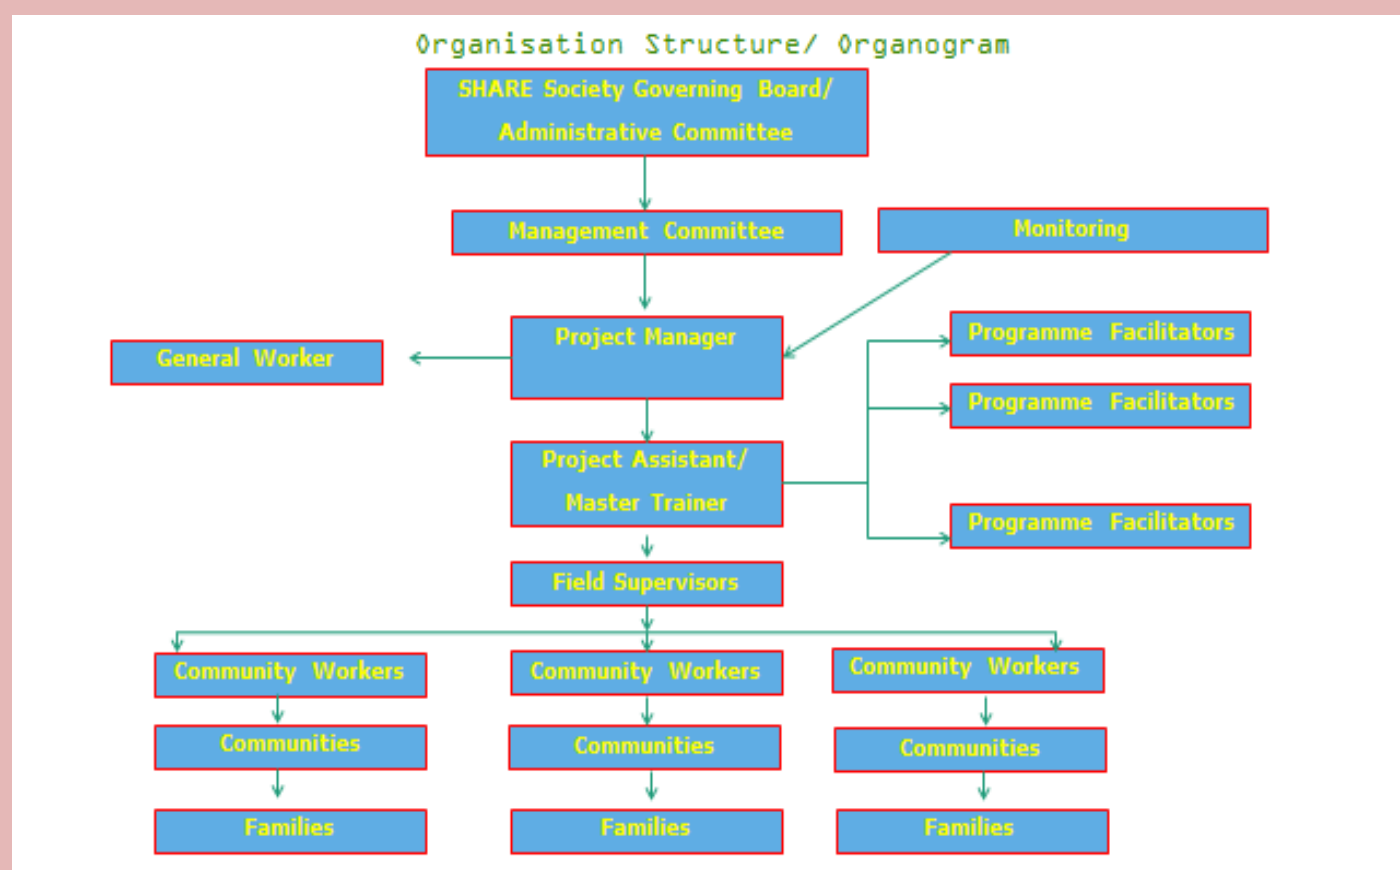 Organisation Structure/ Organogram
SHARE Society Governing Board/
Administrative Committee
Management Committee
Monitoring
Project Manager
General Worker
Programme Facilitators
Programme Facilitators
Project Assistant/
Master Trainer
Programme Facilitators
Field Supervisors
Community Workers
Community Workers
Community Workers
Communities
Communities
Communities
Families
Families
Families